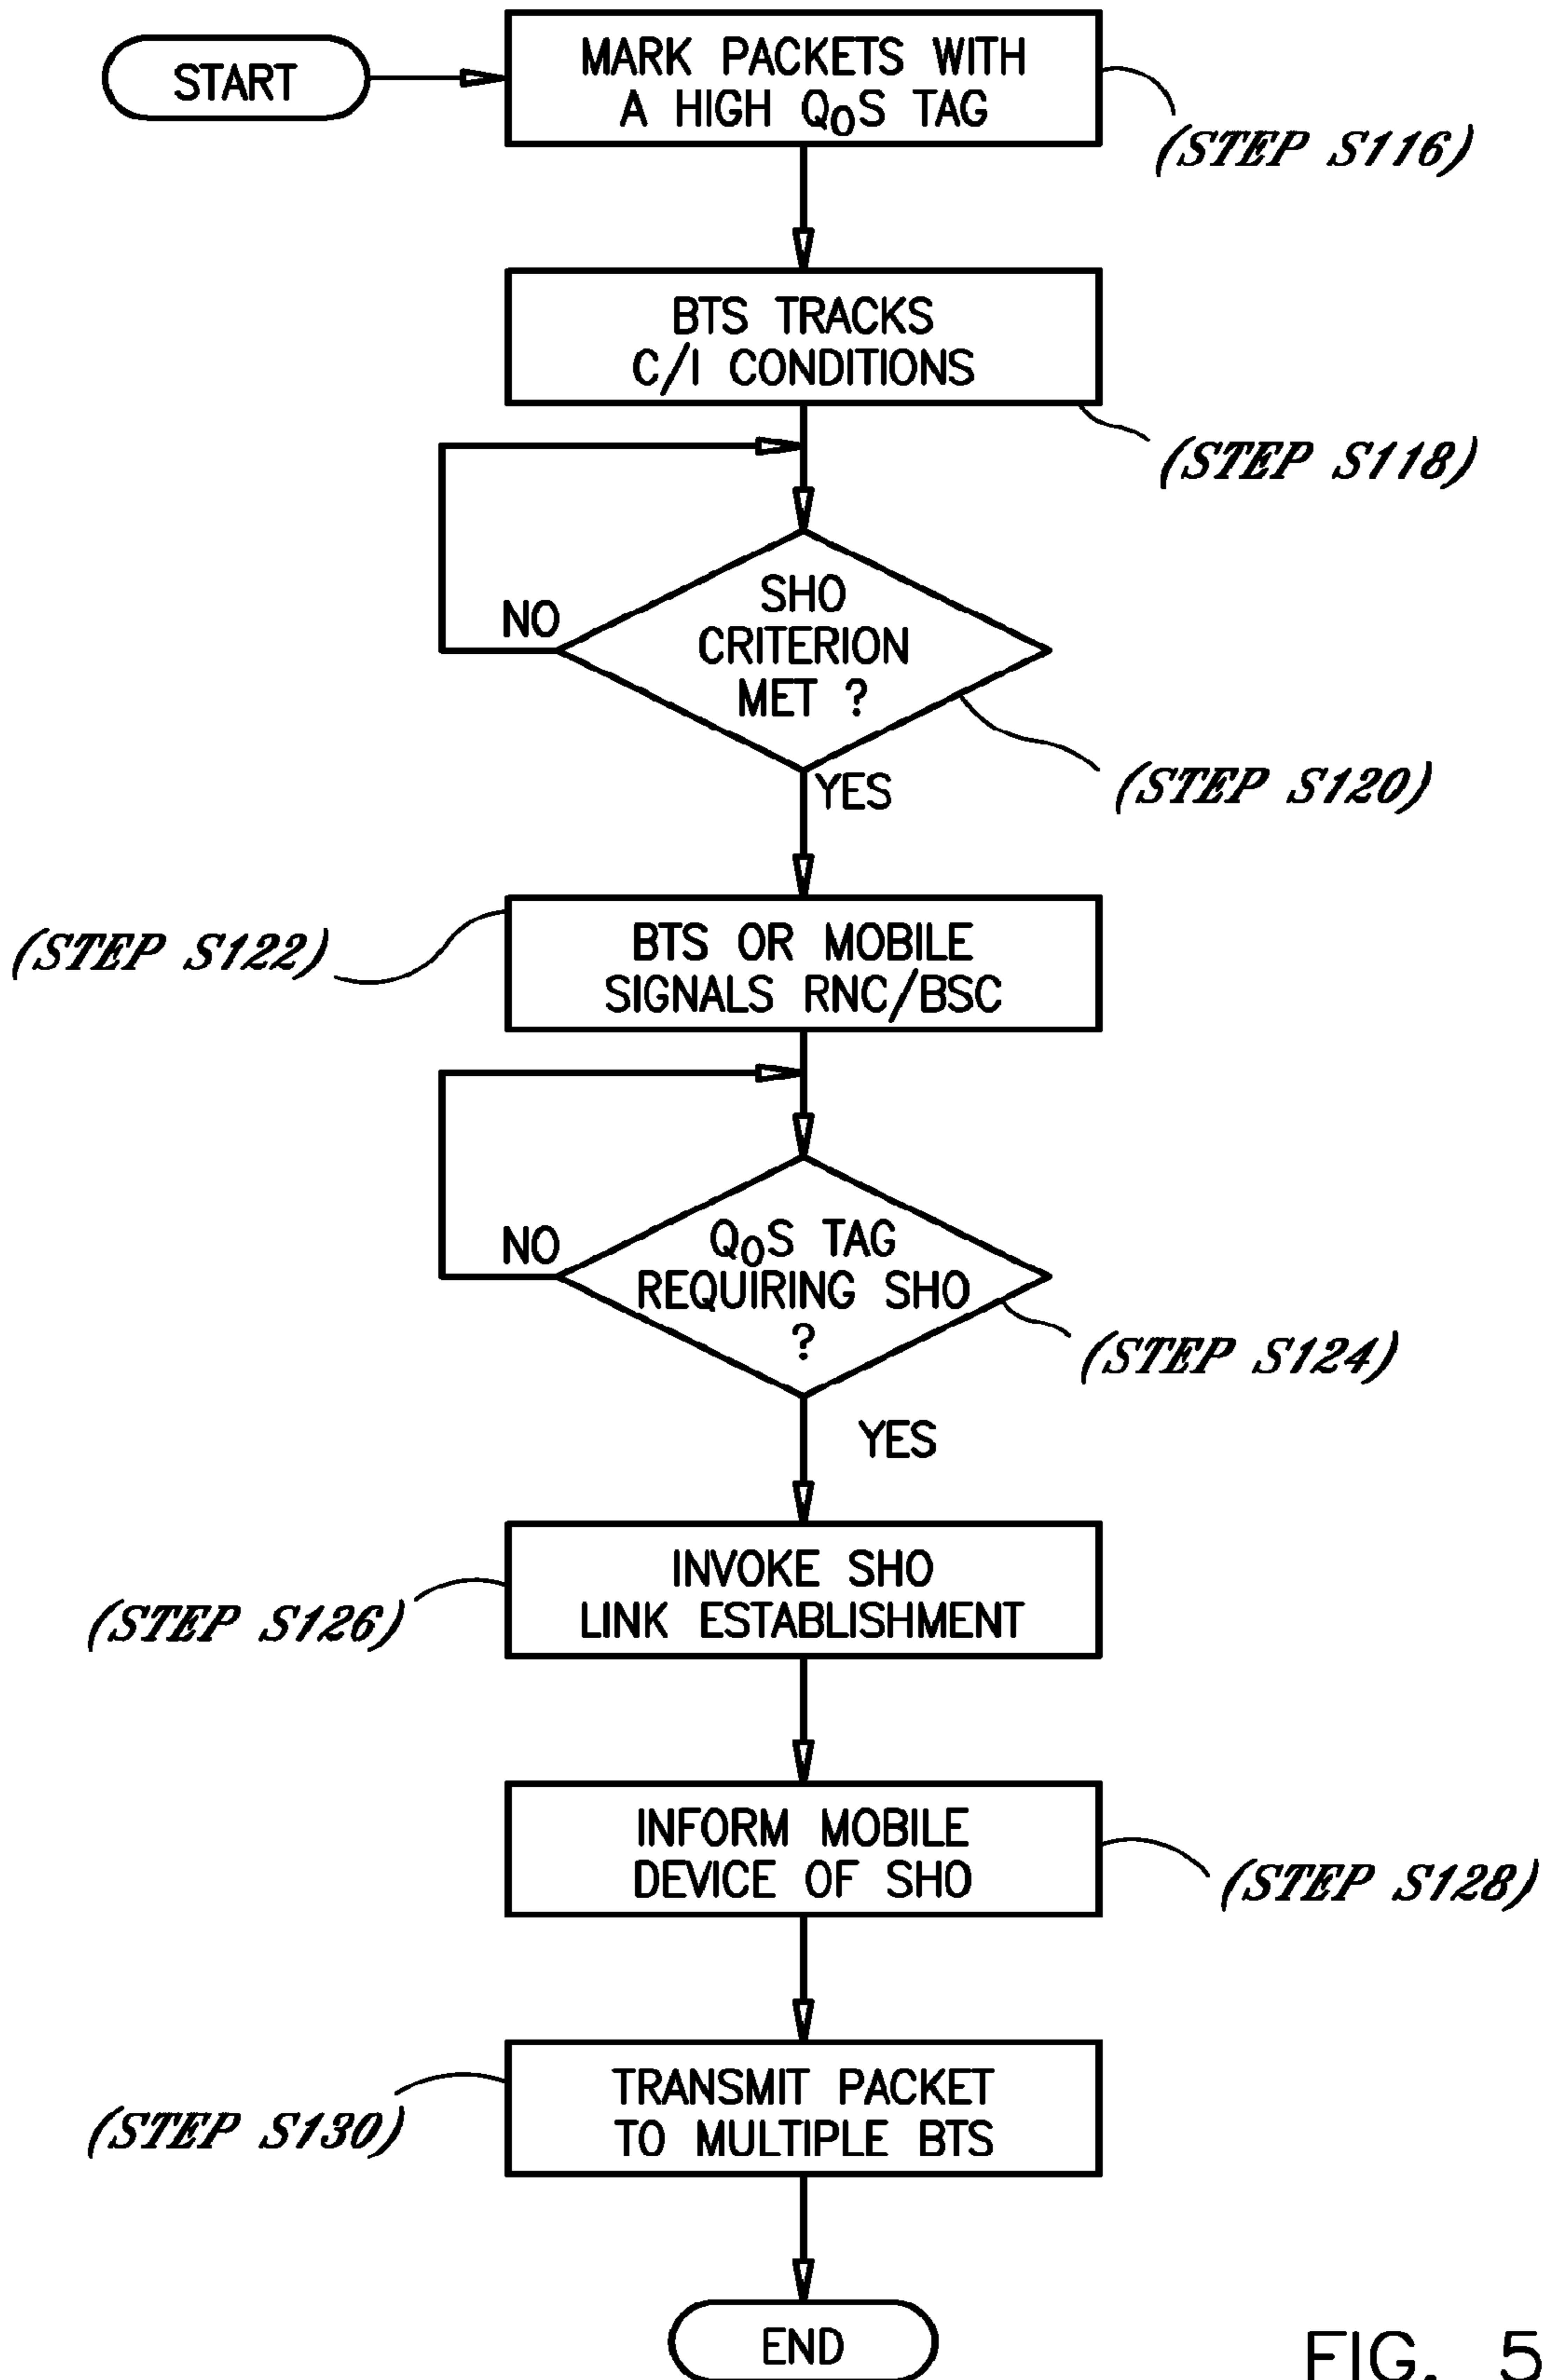 START
MARK PACKETS WITH
A HIGH QoS TAG
(STEP S116)
BTS TRACKS
C/I CONDITIONS
(STEP S118)
SHO
CRITERION
MET ?
NO
YES
(STEP S120)
BTS OR MOBILE
SIGNALS RNC/BSC
(STEP S122)
QoS TAG
REQUIRING SHO
?
NO
YES
(STEP S124)
INVOKE SHO
LINK ESTABLISHMENT
(STEP S126)
INFORM MOBILE
DEVICE OF SHO
(STEP S128)
TRANSMIT PACKET
TO MULTIPLE BTS
(STEP S130)
END
FIG. 5